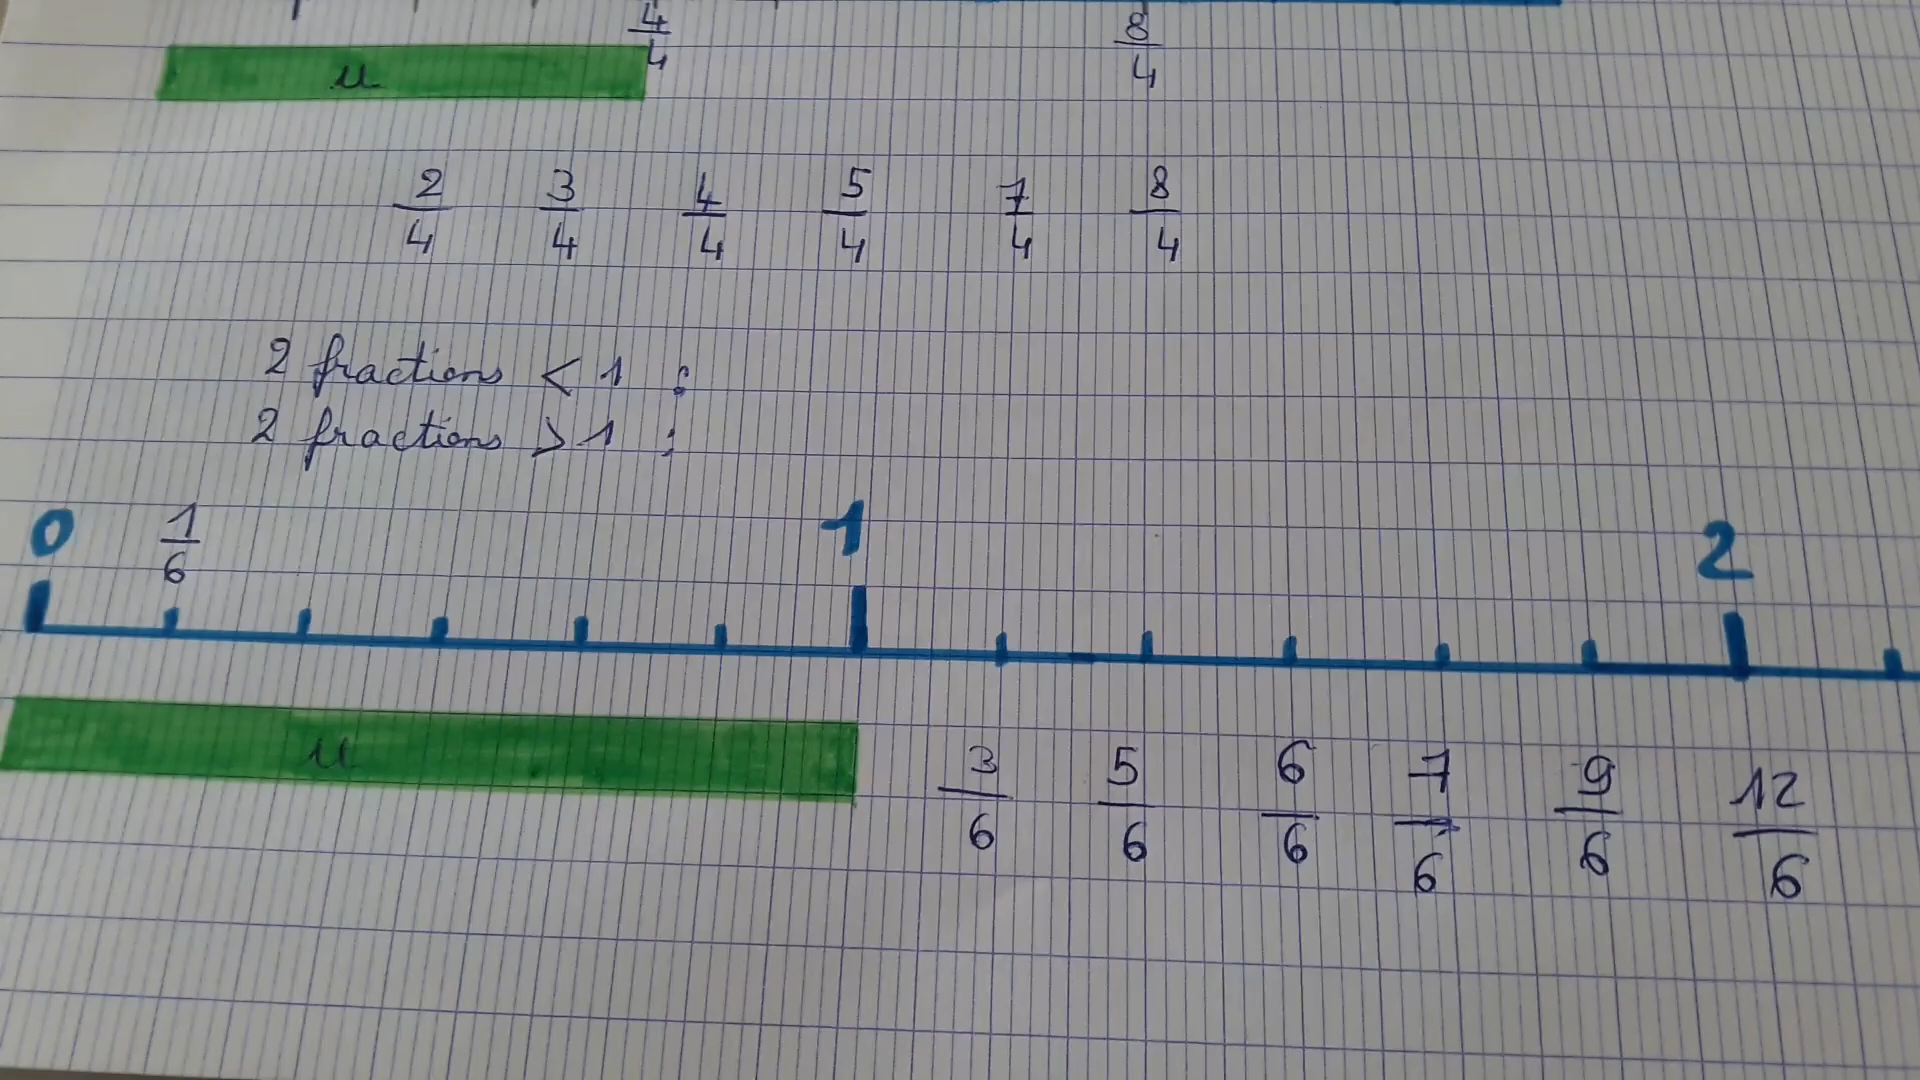 4/4 8/4
u
2/4 3/4 4/4 5/4 7/4 8/4
2 fractions < 1 :
2 fractions > 1 :
0 1/6 1 2
u
3/6 5/6 6/6 7/6 9/6 12/6